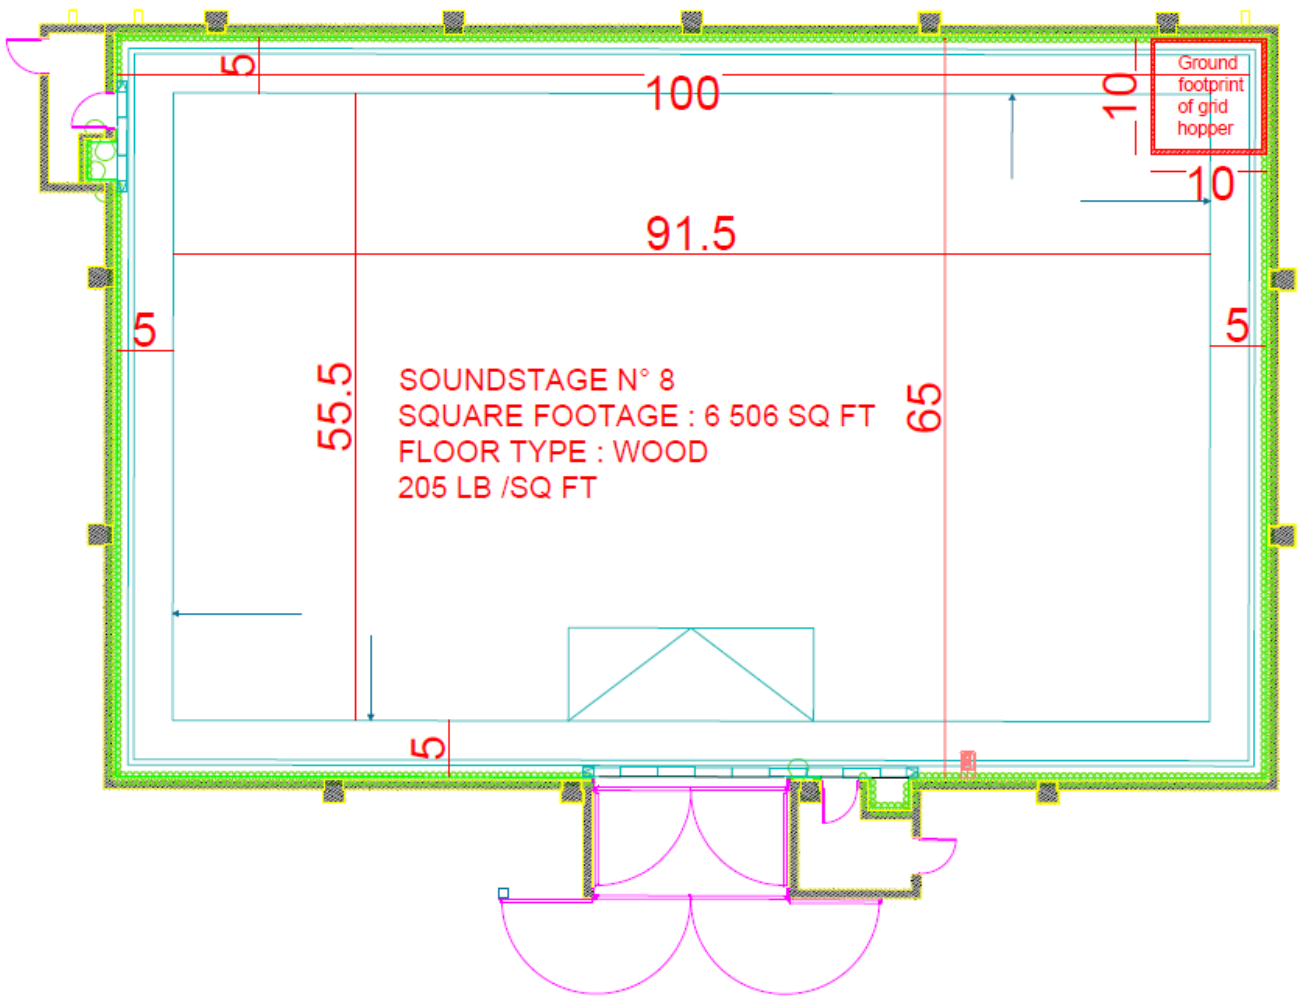 5
100
10
Ground
footprint
of grid
hopper
10
91.5
5
5
55.5
65
SOUNDSTAGE N° 8
SQUARE FOOTAGE : 6 506 SQ FT
FLOOR TYPE : WOOD
205 LB /SQ FT
5